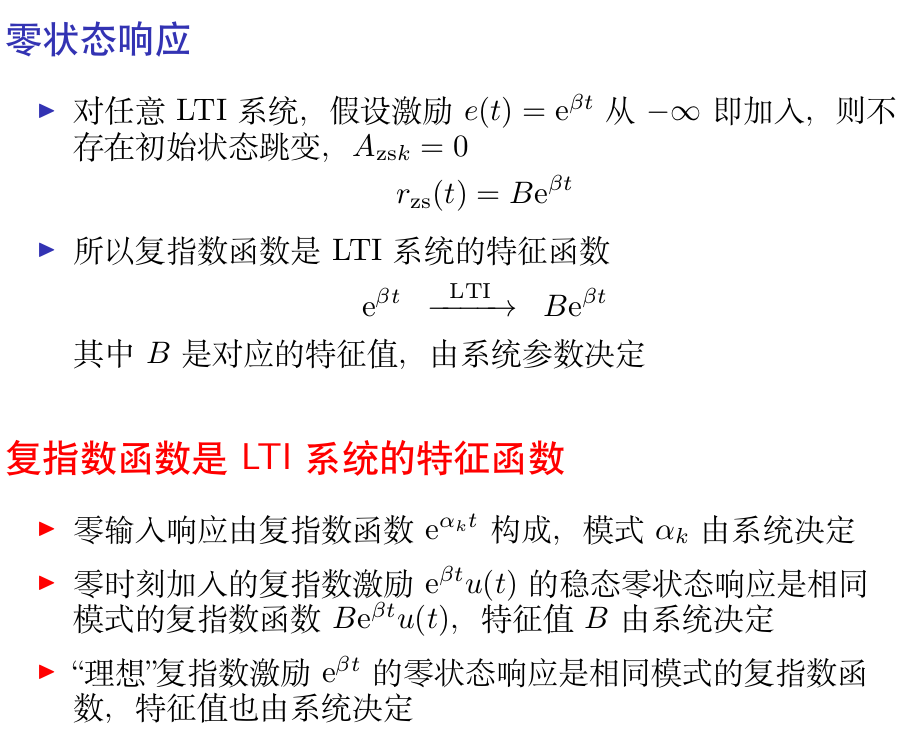 零状态响应
▶ 对任意 LTI 系统，假设激励 $e(t) = \mathrm{e}^{\beta t}$ 从 $-\infty$ 即加入，则不
存在初始状态跳变，$A_{\mathrm{zs}k} = 0$
$r_{\mathrm{zs}}(t) = B\mathrm{e}^{\beta t}$
▶ 所以复指数函数是 LTI 系统的特征函数
$\mathrm{e}^{\beta t} \xrightarrow{\mathrm{LTI}} B\mathrm{e}^{\beta t}$
其中 $B$ 是对应的特征值，由系统参数决定
复指数函数是 LTI 系统的特征函数
▶ 零输入响应由复指数函数 $\mathrm{e}^{\alpha_k t}$ 构成，模式 $\alpha_k$ 由系统决定
▶ 零时刻加入的复指数激励 $\mathrm{e}^{\beta t}u(t)$ 的稳态零状态响应是相同
模式的复指数函数 $B\mathrm{e}^{\beta t}u(t)$，特征值 $B$ 由系统决定
▶ “理想”复指数激励 $\mathrm{e}^{\beta t}$ 的零状态响应是相同模式的复指数函
数，特征值也由系统决定